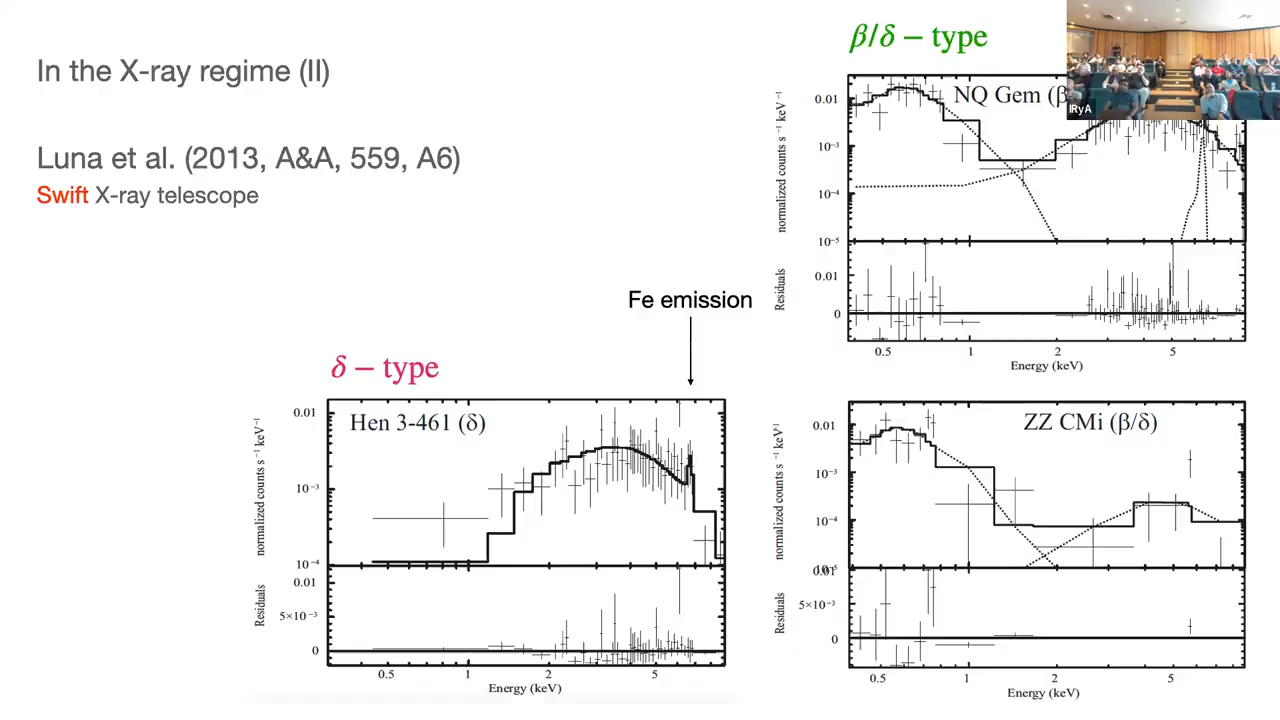 In the X-ray regime (II)
Luna et al. (2013, A&A, 559, A6)
Swift X-ray telescope
Fe emission
δ – type
Hen 3-461 (δ)
normalized counts s⁻¹ keV⁻¹
0.01
10⁻³
10⁻⁴
Residuals
0.01
5×10⁻³
0
0.5
1
2
5
Energy (keV)
β/δ – type
NQ Gem (β
normalized counts s⁻¹ keV⁻¹
0.01
10⁻³
10⁻⁴
10⁻⁵
Residuals
0.01
0
0.5
1
2
5
Energy (keV)
IRyA
ZZ CMi (β/δ)
normalized counts s⁻¹ keV⁻¹
0.01
10⁻³
10⁻⁴
Residuals
5×10⁻³
0
0.5
1
2
5
Energy (keV)